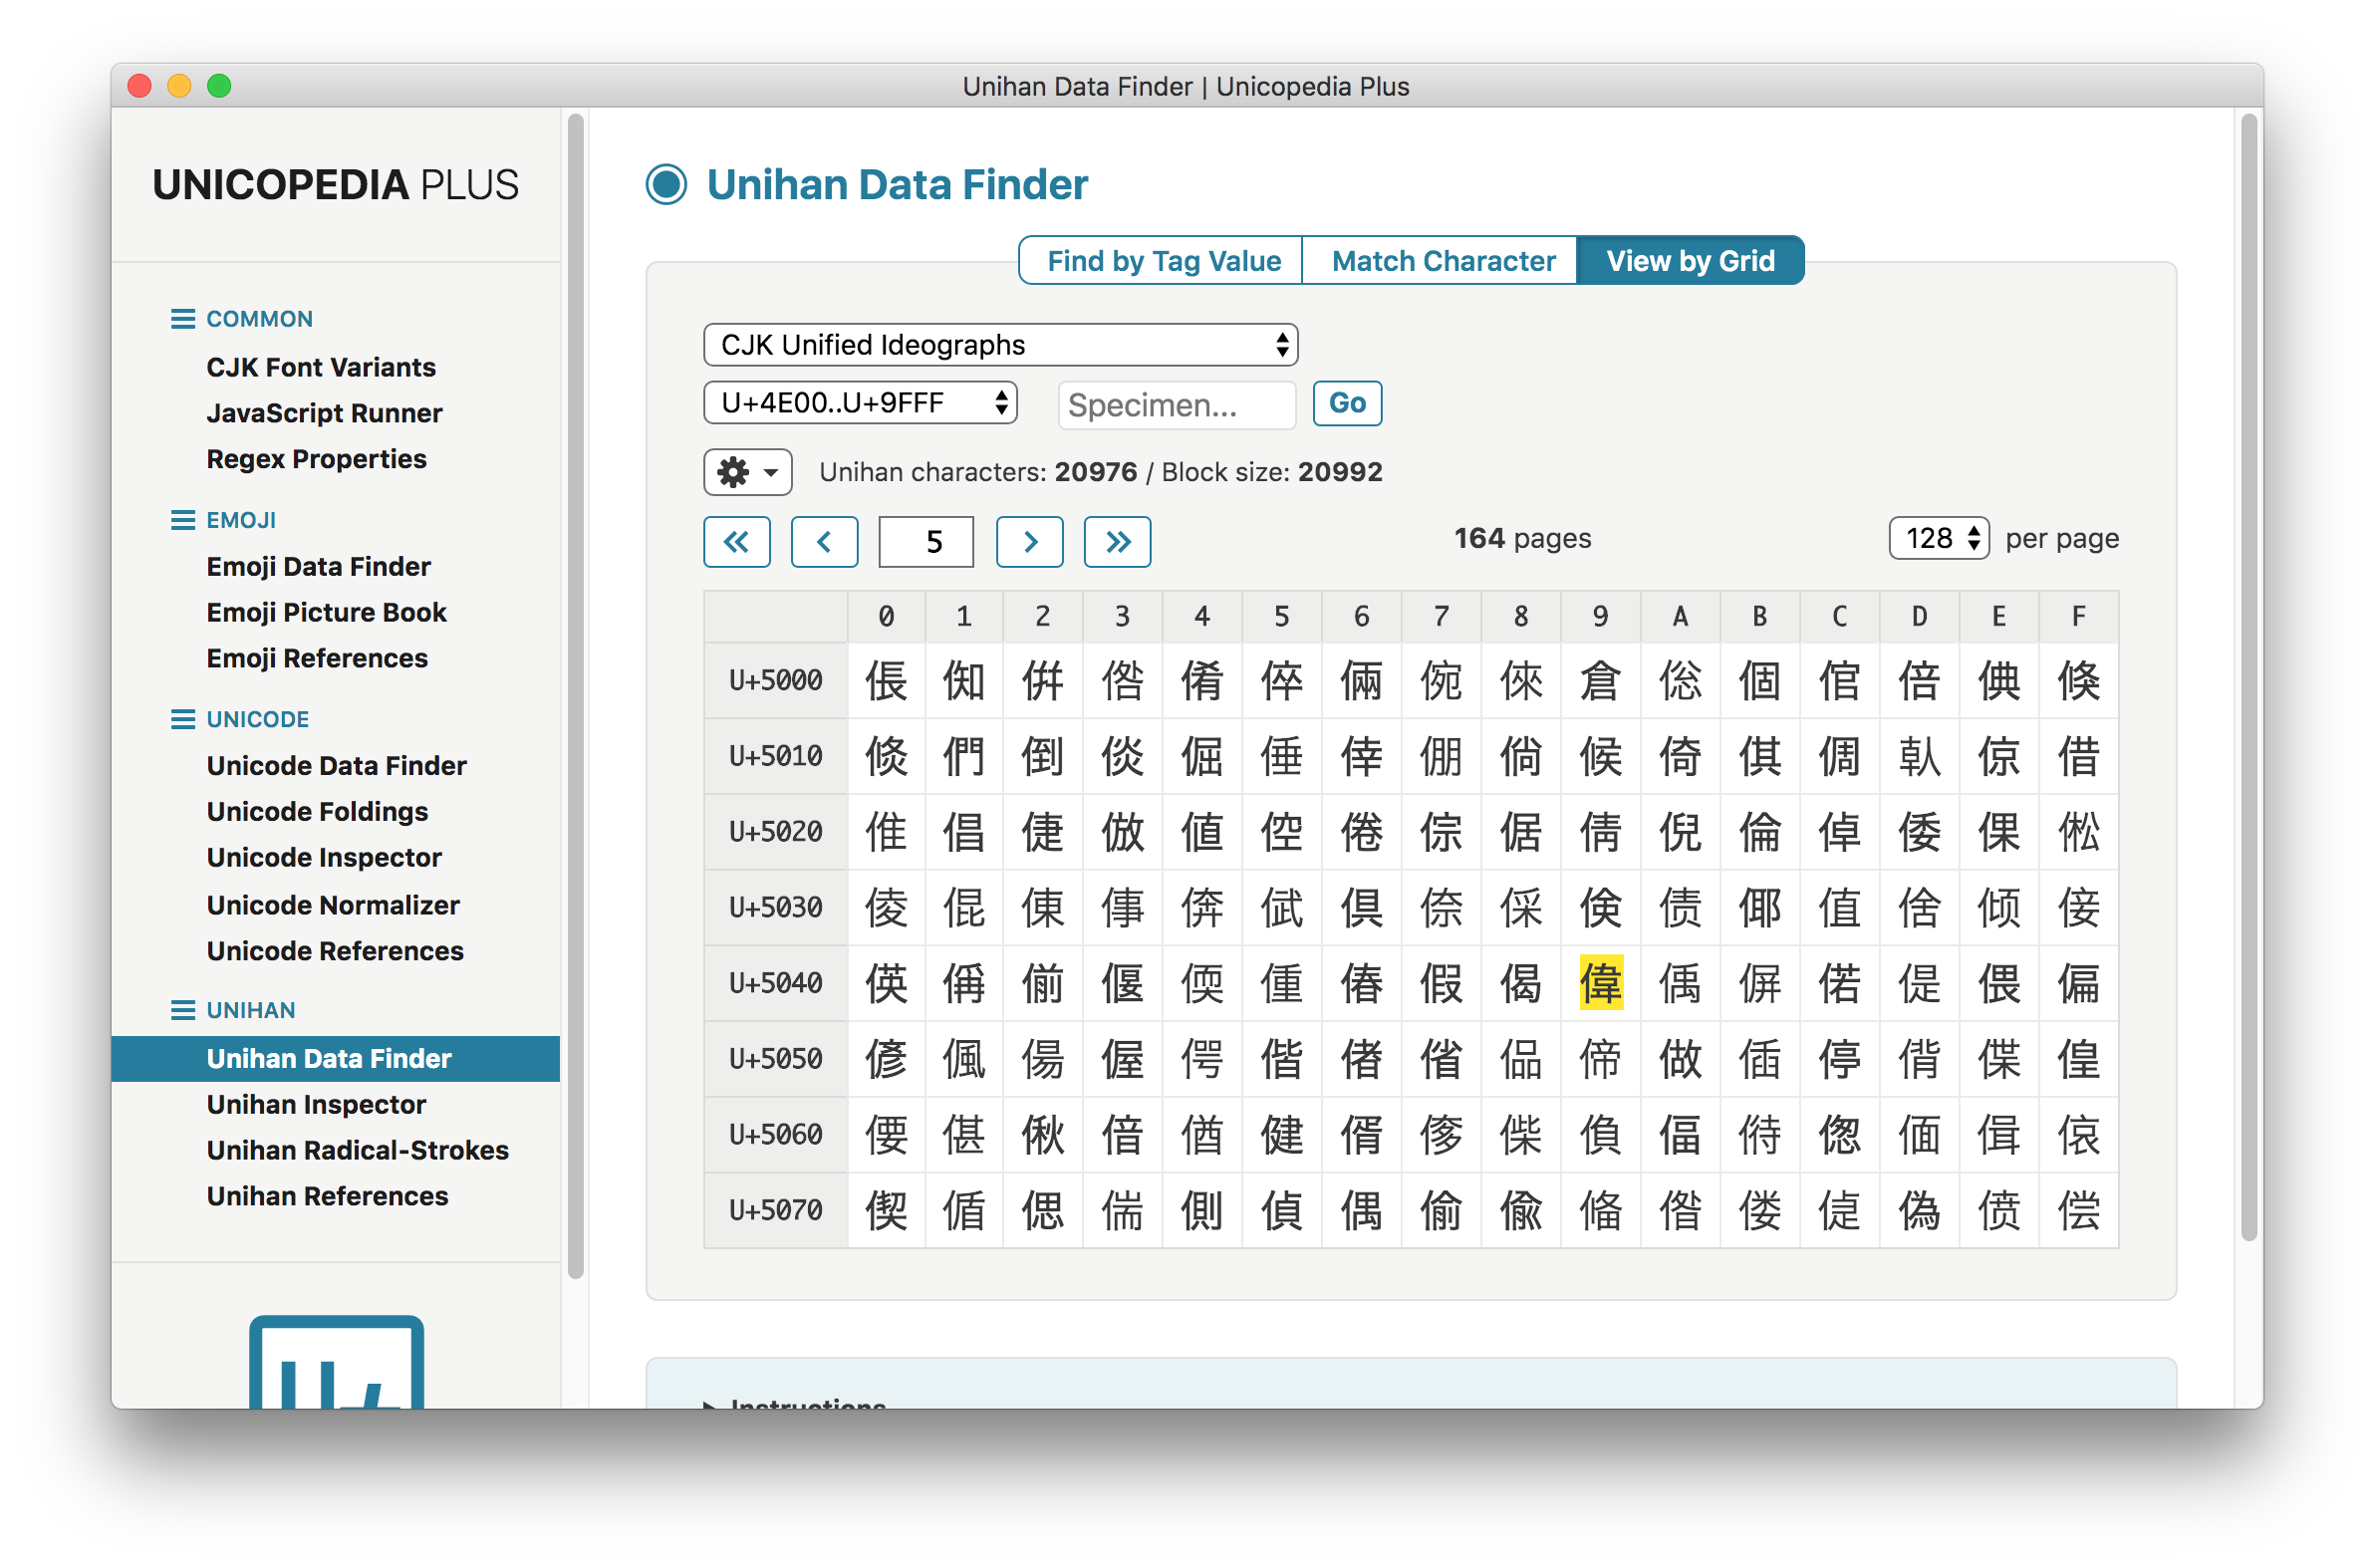 Unihan Data Finder | Unicopedia Plus
UNICOPEDIA PLUS
COMMON
CJK Font Variants
JavaScript Runner
Regex Properties
EMOJI
Emoji Data Finder
Emoji Picture Book
Emoji References
UNICODE
Unicode Data Finder
Unicode Foldings
Unicode Inspector
Unicode Normalizer
Unicode References
UNIHAN
Unihan Data Finder
Unihan Inspector
Unihan Radical-Strokes
Unihan References
U+
Unihan Data Finder
Find by Tag Value Match Character View by Grid
CJK Unified Ideographs
U+4E00..U+9FFF Specimen... Go
Unihan characters: 20976 / Block size: 20992
« ‹ 5 › » 164 pages 128 per page
0 1 2 3 4 5 6 7 8 9 A B C D E F
U+5000 倀 倁 倂 倃 倄 倅 倆 倇 倈 倉 倊 個 倌 倍 倎 倏
U+5010 倐 們 倒 倓 倔 倕 倖 倗 倘 候 倚 倛 倜 倝 倞 借
U+5020 倠 倡 倢 倣 値 倥 倦 倧 倨 倩 倪 倫 倬 倭 倮 倯
U+5030 倰 倱 倲 倳 倴 倵 倶 倷 倸 倹 债 倻 值 倽 倾 倿
U+5040 偀 偁 偂 偃 偄 偅 偆 假 偈 偉 偊 偋 偌 偍 偎 偏
U+5050 偐 偑 偒 偓 偔 偕 偖 偗 偘 偙 做 偛 停 偝 偞 偟
U+5060 偠 偡 偢 偣 偤 健 偦 偧 偨 偩 偪 偫 偬 偭 偮 偯
U+5070 偰 偱 偲 偳 側 偵 偶 偷 偸 偹 偺 偻 偼 偽 偾 偿
Instructions